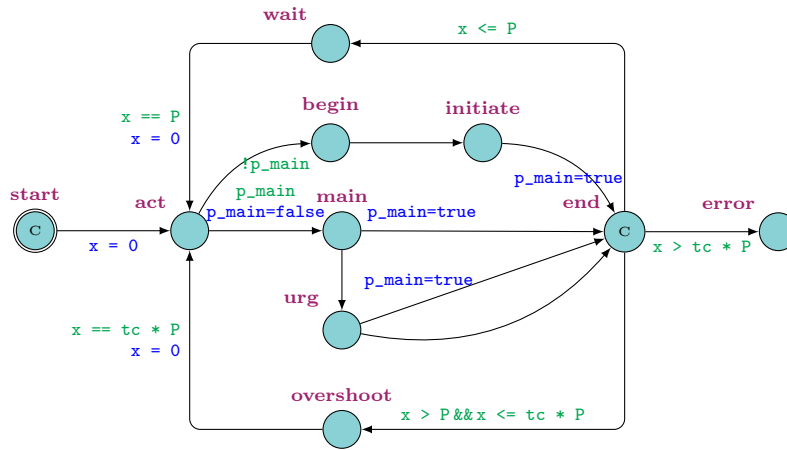 wait
x <= P
begin
initiate
x == P
x = 0
!p_main
p_main=true
p_main
start
act
main
end
error
p_main=false
p_main=true
C
C
x = 0
x > tc * P
p_main=true
urg
x == tc * P
x = 0
overshoot
x > P && x <= tc * P